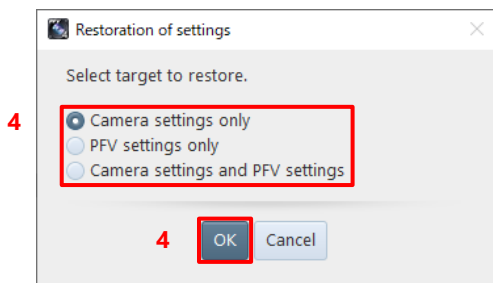 Restoration of settings
Select target to restore.
4
Camera settings only
PFV settings only
Camera settings and PFV settings
4
OK
Cancel